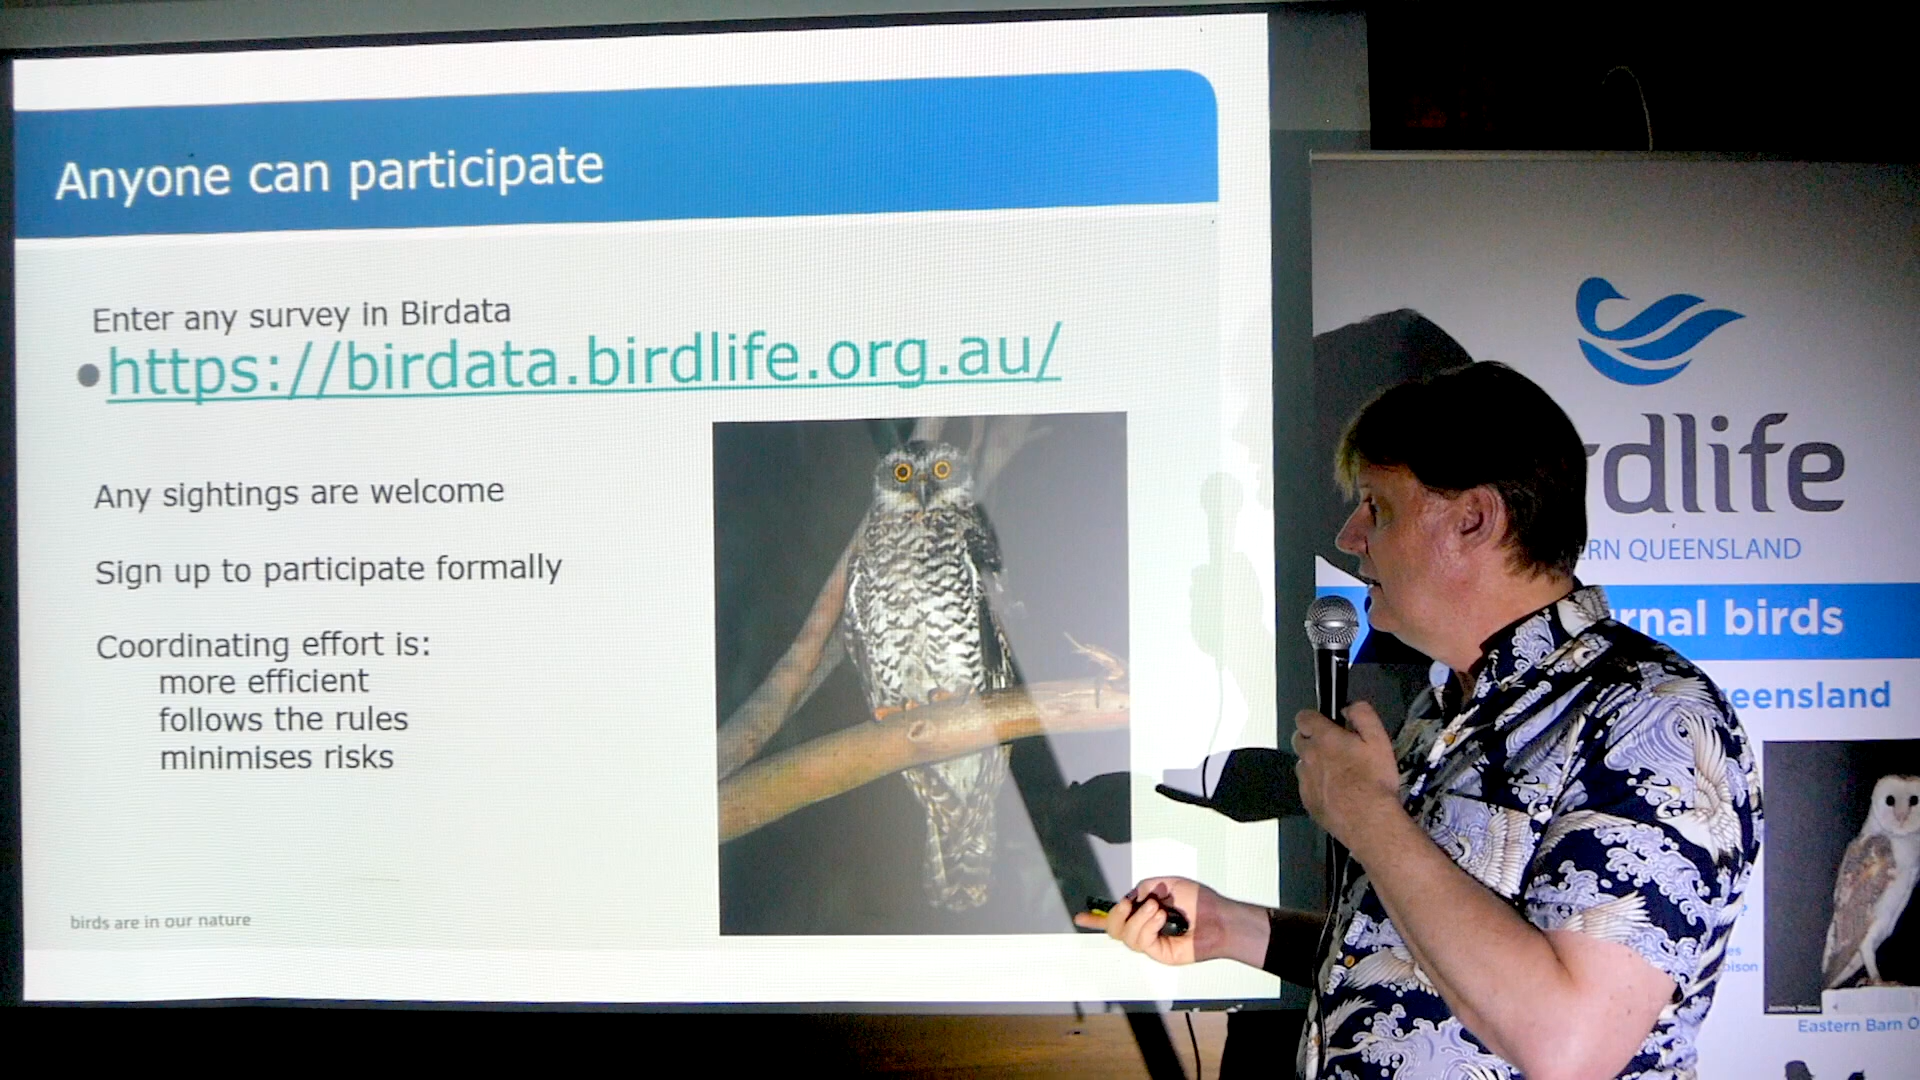 Anyone can participate
Enter any survey in Birdata
•https://birdata.birdlife.org.au/
Any sightings are welcome
Sign up to participate formally
Coordinating effort is:
more efficient
follows the rules
minimises risks
birds are in our nature
rdlife
ERN QUEENSLAND
rnal birds
eensland
Eastern Barn O